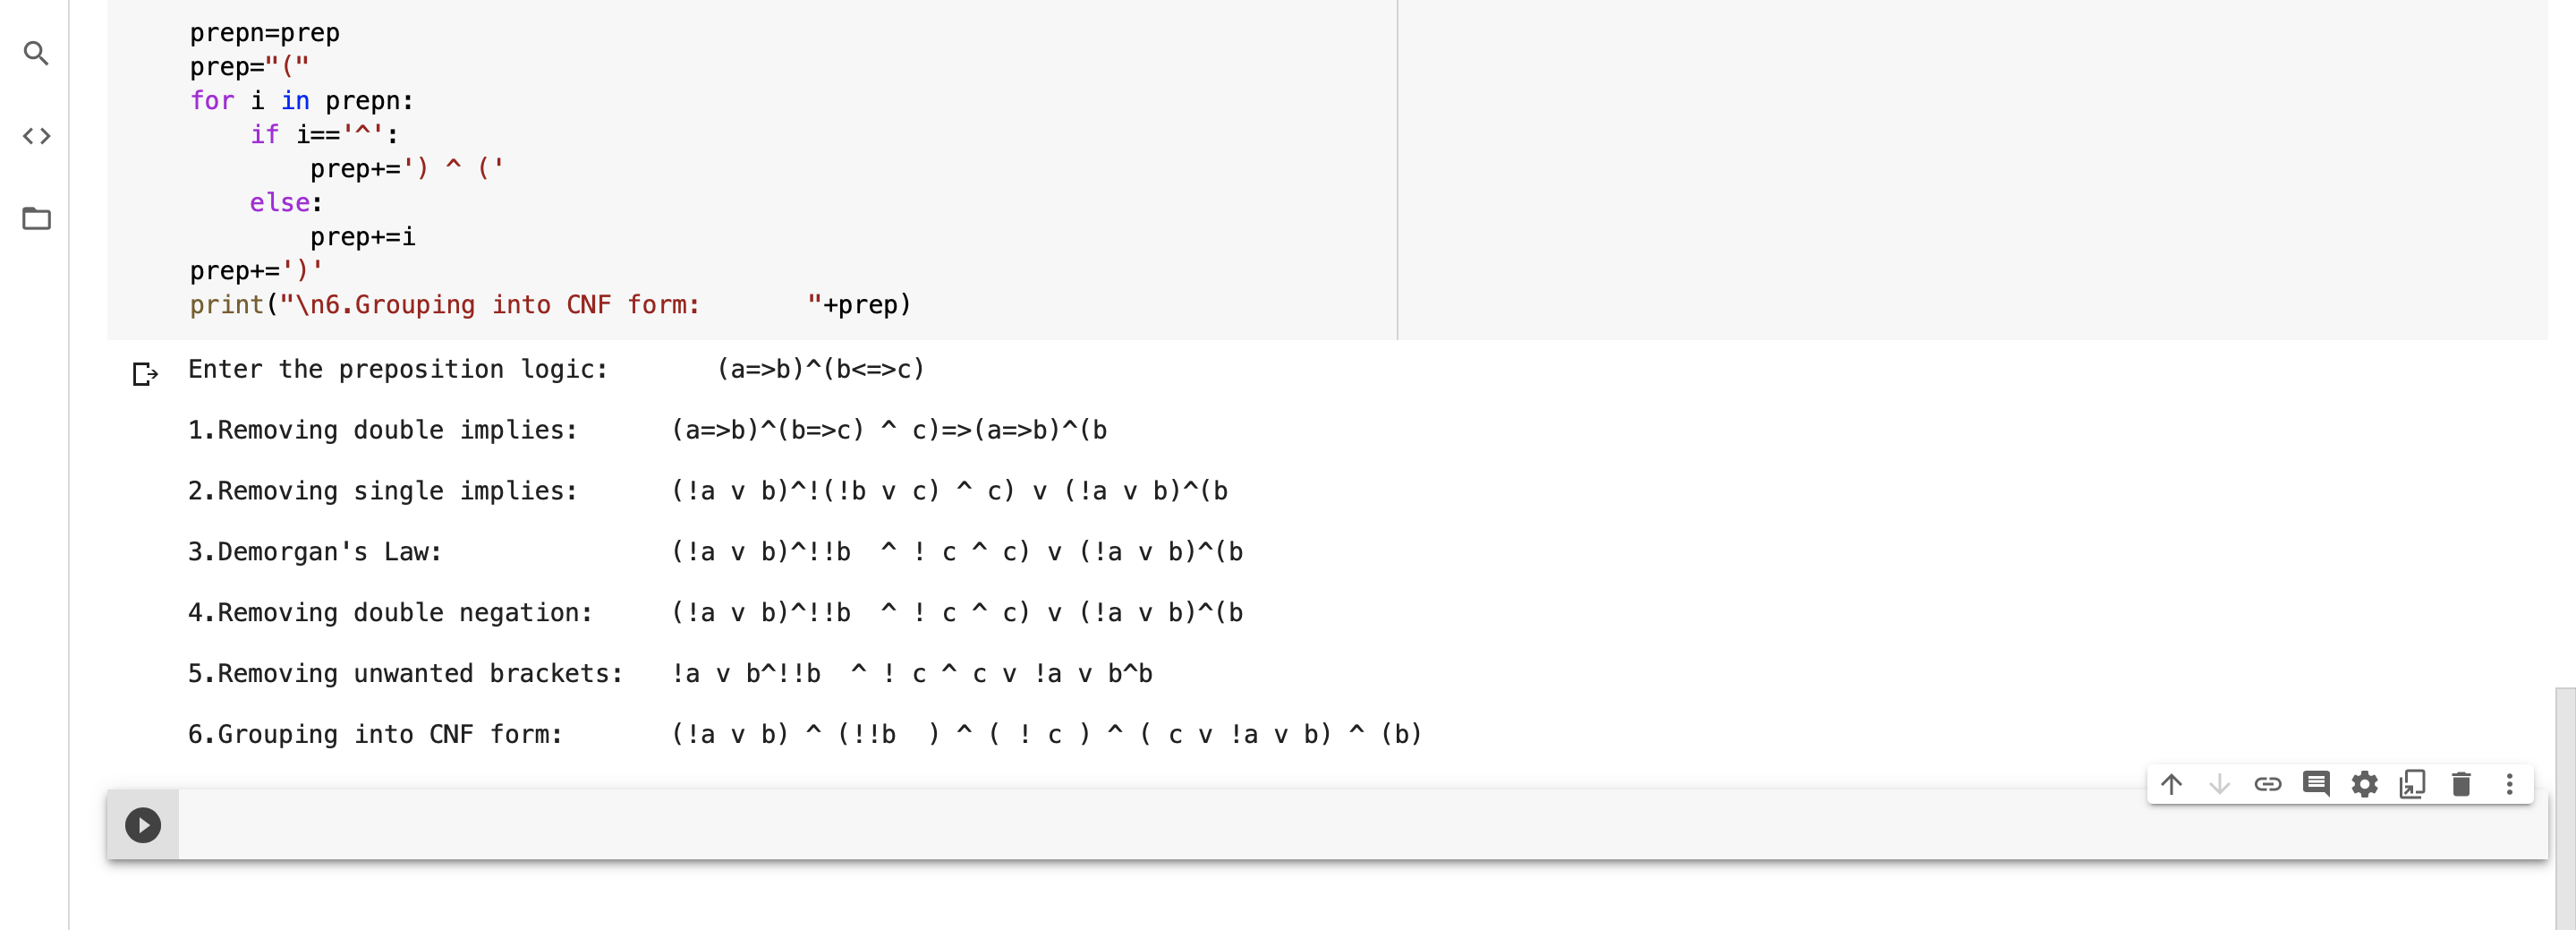 prepn=prep
prep="("
for i in prepn:
    if i=='^':
        prep+=') ^ ('
    else:
        prep+=i
prep+=')'
print("\n6.Grouping into CNF form:       "+prep)
Enter the preposition logic:       (a=>b)^(b<=>c)
1.Removing double implies:      (a=>b)^(b=>c) ^ c)=>(a=>b)^(b
2.Removing single implies:      (!a v b)^!(!b v c) ^ c) v (!a v b)^(b
3.Demorgan's Law:               (!a v b)^!!b  ^ ! c ^ c) v (!a v b)^(b
4.Removing double negation:     (!a v b)^!!b  ^ ! c ^ c) v (!a v b)^(b
5.Removing unwanted brackets:   !a v b^!!b  ^ ! c ^ c v !a v b^b
6.Grouping into CNF form:       (!a v b) ^ (!!b  ) ^ ( ! c ) ^ ( c v !a v b) ^ (b)